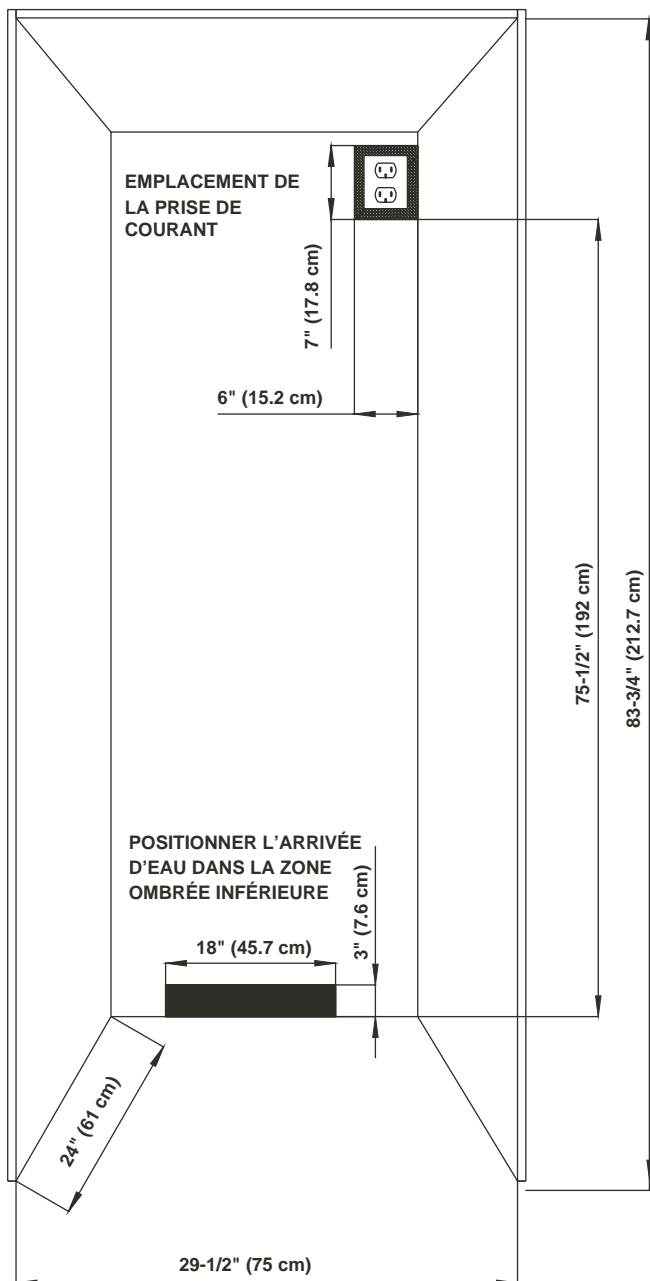 EMPLACEMENT DE
LA PRISE DE
COURANT
7" (17.8 cm)
6" (15.2 cm)
75-1/2" (192 cm)
83-3/4" (212.7 cm)
POSITIONNER L'ARRIVÉE
D'EAU DANS LA ZONE
OMBRÉE INFÉRIEURE
3" (7.6 cm)
18" (45.7 cm)
24" (61 cm)
29-1/2" (75 cm)